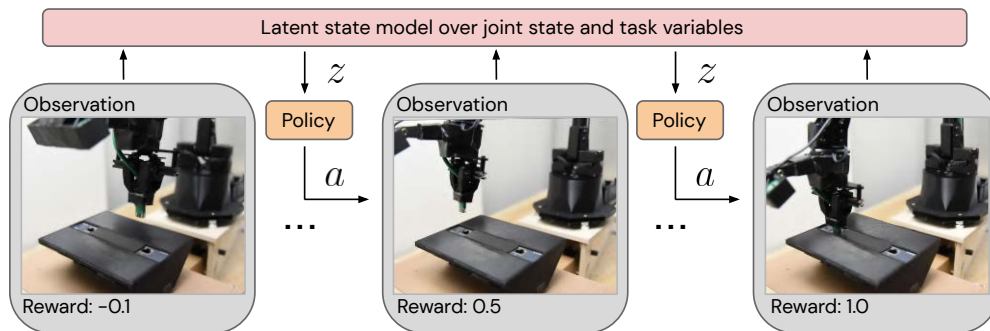 Latent state model over joint state and task variables
z
z
Observation
Policy
Observation
Policy
Observation
a
a
...
...
Reward: -0.1
Reward: 0.5
Reward: 1.0